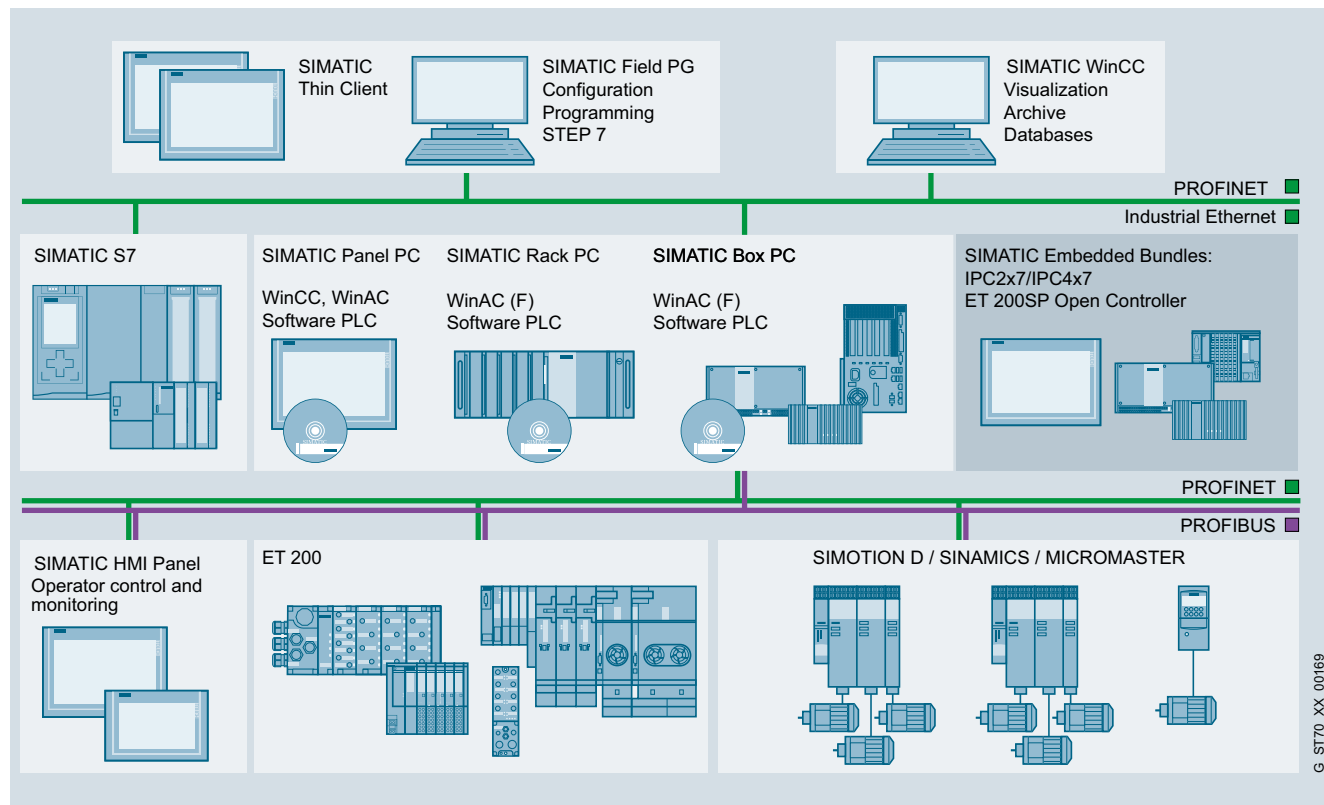 SIMATIC
Thin Client
SIMATIC Field PG
Configuration
Programming
STEP 7
SIMATIC WinCC
Visualization
Archive
Databases
PROFINET
Industrial Ethernet
SIMATIC S7
SIMATIC Panel PC
WinCC, WinAC
Software PLC
SIMATIC Rack PC
WinAC (F)
Software PLC
SIMATIC Box PC
WinAC (F)
Software PLC
SIMATIC Embedded Bundles:
IPC2x7/IPC4x7
ET 200SP Open Controller
SIMATIC
SIMATIC
SIMATIC
PROFINET
PROFIBUS
SIMATIC HMI Panel
Operator control and
monitoring
ET 200
SIMOTION D / SINAMICS / MICROMASTER
G_ST70_XX_00169